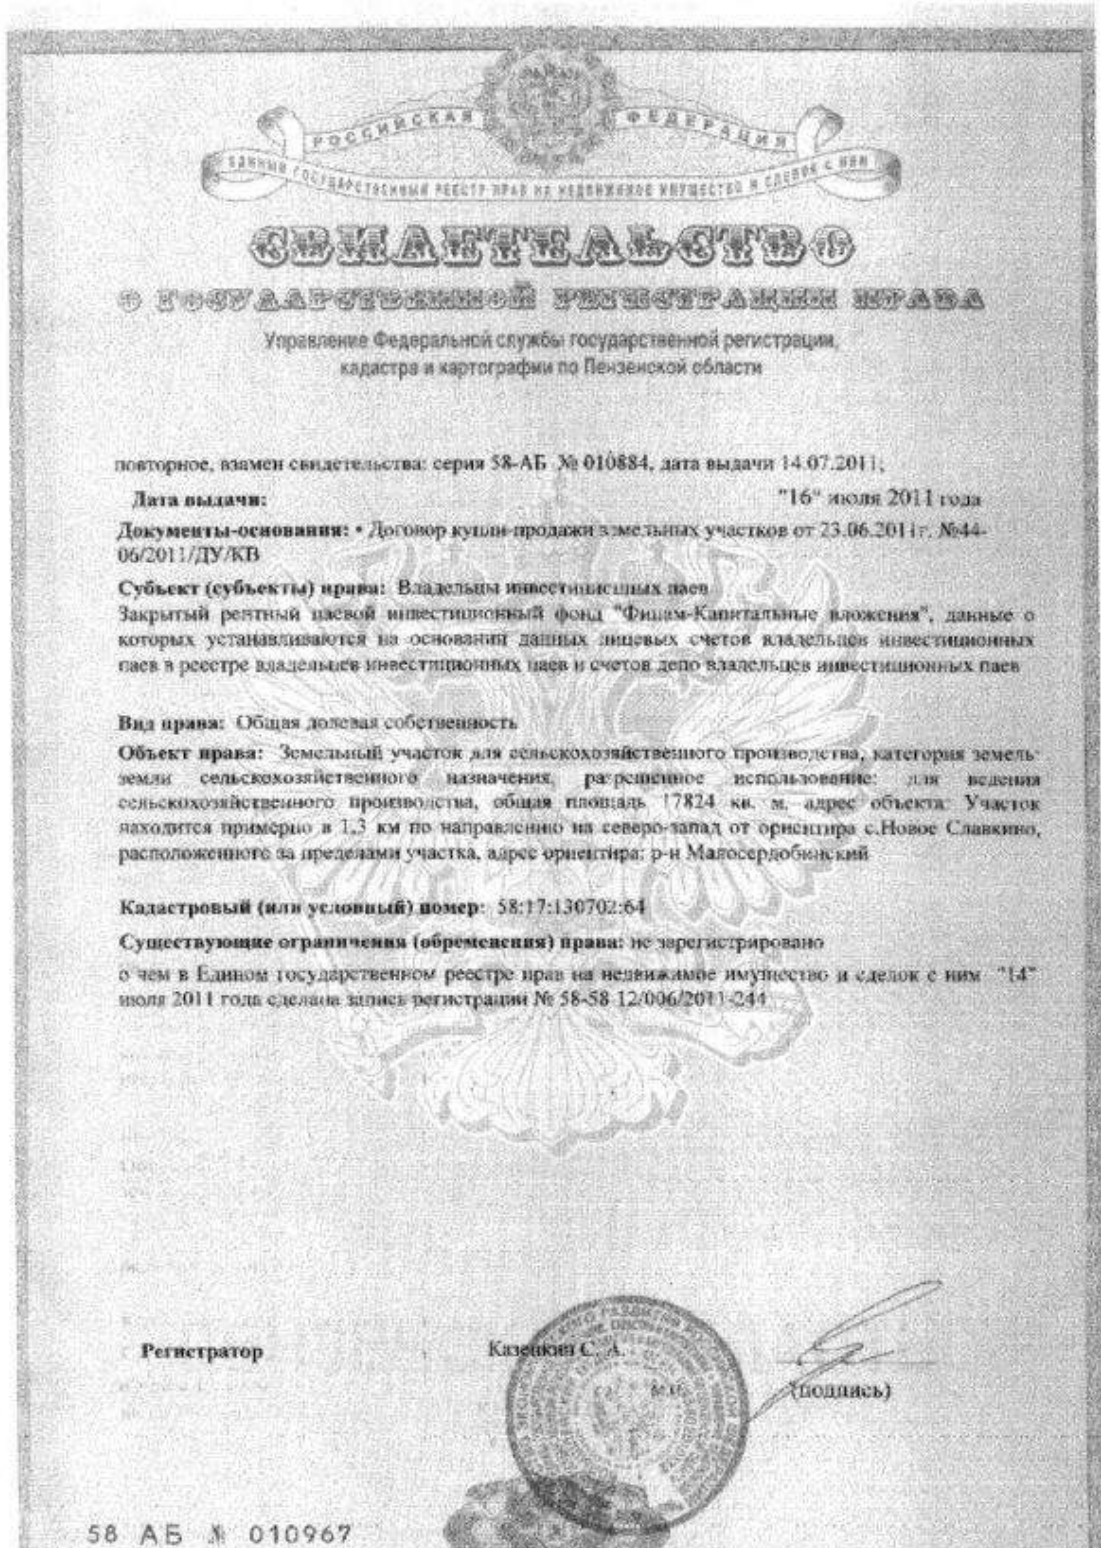 РОССИЙСКАЯ ФЕДЕРАЦИЯ
ЕДИНЫЙ ГОСУДАРСТВЕННЫЙ РЕЕСТР ПРАВ НА НЕДВИЖИМОЕ ИМУЩЕСТВО И СДЕЛОК С НИМ
СВИДЕТЕЛЬСТВО
О ГОСУДАРСТВЕННОЙ РЕГИСТРАЦИИ ПРАВА
Управление Федеральной службы государственной регистрации,
кадастра и картографии по Пензенской области
повторное, взамен свидетельства: серия 58-АБ № 010884, дата выдачи 14.07.2011;
Дата выдачи: "16" июля 2011 года
Документы-основания: • Договор купли-продажи земельных участков от 23.06.2011г. №44-
06/2011/ДУ/КВ
Субъект (субъекты) права: Владельцы инвестиционных паев
Закрытый рентный паевой инвестиционный фонд "Финам-Капитальные вложения", данные о
которых устанавливаются на основании данных лицевых счетов владельцев инвестиционных
паев в реестре владельцев инвестиционных паев и счетов депо владельцев инвестиционных паев
Вид права: Общая долевая собственность
Объект права: Земельный участок для сельскохозяйственного производства, категория земель:
земли сельскохозяйственного назначения, разрешенное использование: для ведения
сельскохозяйственного производства, общая площадь 17824 кв. м, адрес объекта: Участок
находится примерно в 1,3 км по направлению на северо-запад от ориентира с.Новое Славкино,
расположенного за пределами участка, адрес ориентира: р-н Малосердобинский
Кадастровый (или условный) номер: 58:17:130702:64
Существующие ограничения (обременения) права: не зарегистрировано
о чем в Едином государственном реестре прав на недвижимое имущество и сделок с ним "14"
июля 2011 года сделана запись регистрации № 58-58-12/006/2011-244
Регистратор Казенкин С. А.
М.П.
(подпись)
58 АБ № 010967